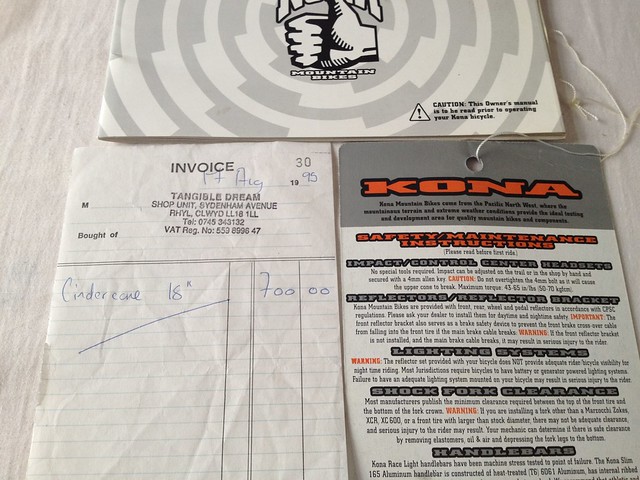 MOUNTAIN
BIKES
CAUTION: This Owner's manual
is to be read prior to operating
your Kona bicycle.
INVOICE 30
17 Aug 1995
TANGIBLE DREAM
M SHOP UNIT, SYDENHAM AVENUE
RHYL, CLWYD LL18 1LL
Tel: 0745 343132
Bought of VAT Reg. No: 553 8996 47
Cindercone 18" 700 00
KONA
Kona Mountain Bikes come from the Pacific North West, where the
mountainous terrain and extreme weather conditions provide the ideal testing
and development area for quality mountain bikes and components.
SAFETY/MAINTENANCE
INSTRUCTIONS
(Please read before first ride)
IMPACT/CONTROL CENTER HEADSETS
No special tools required. Impact can be adjusted on the trail or in the shop by hand and
secured with a 4mm allen key. CAUTION: Do not overtighten the 4mm bolt as it will cause
the upper cone to break. Maximum torque: 43-65 in/lbs (50-70 kgfcm).
REFLECTORS/REFLECTOR BRACKET
Kona Mountain Bikes are provided with front, rear, wheel and pedal reflectors in accordance with CPSC
regulations. Please ask your dealer to install them for daytime and nighttime safety. IMPORTANT: The
front reflector bracket also serves as a brake safety device to prevent the front brake cross-over cable
from falling into the front tire if the main brake cable breaks. WARNING: If the front reflector bracket
is not installed, and the main brake cable breaks, it may result in serious injury to the rider.
LIGHTING SYSTEMS
WARNING: The reflector set provided with your bicycle does NOT provide adequate rider/bicycle visibility for
night time riding. Most Jurisdictions require bicycles to have battery or generator powered lighting systems.
Failure to have an adequate lighting system mounted on your bicycle may result in serious injury to the rider.
SHOCK FORK CLEARANCE
Most manufacturers publish the minimum clearance required between the top of the front tire and
the bottom of the fork crown. WARNING: If you are installing a fork other than a Marzocchi Zokes,
XCR, XC 600, or a front tire with larger than stock diameter, there may not be adequate clearance,
and serious injury to the rider may result. Your mechanic can determine if there is safe clearance
by removing elastomers, oil & air and depressing the fork legs to the bottom.
HANDLEBARS
Kona Race Light handlebars have been machine stress tested to point of failure. The Kona Slim
165 Aluminum handlebar is constructed of heat-treated (T6) 6061 Aluminum, has internal ribbed